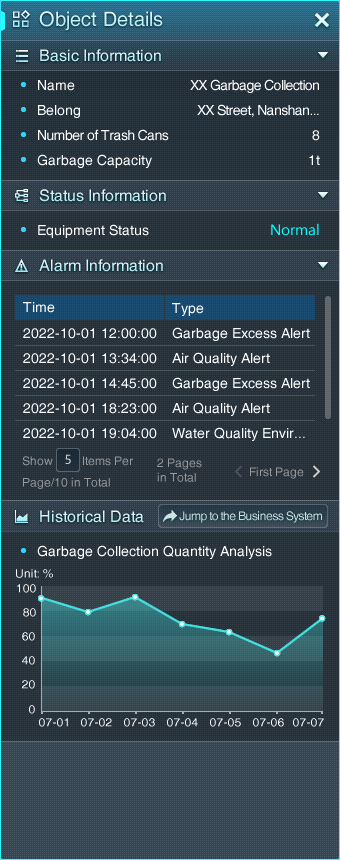 Object Details
Basic Information
Name XX Garbage Collection
Belong XX Street, Nanshan...
Number of Trash Cans 8
Garbage Capacity 1t
Status Information
Equipment Status Normal
Alarm Information
Time Type
2022-10-01 12:00:00 Garbage Excess Alert
2022-10-01 13:34:00 Air Quality Alert
2022-10-01 14:45:00 Garbage Excess Alert
2022-10-01 18:23:00 Air Quality Alert
2022-10-01 19:04:00 Water Quality Envir...
Show 5 Items Per
Page/10 in Total
2 Pages
in Total
First Page
Historical Data Jump to the Business System
Garbage Collection Quantity Analysis
Unit: %
100
80
60
40
20
0
07-01 07-02 07-03 07-04 07-05 07-06 07-07